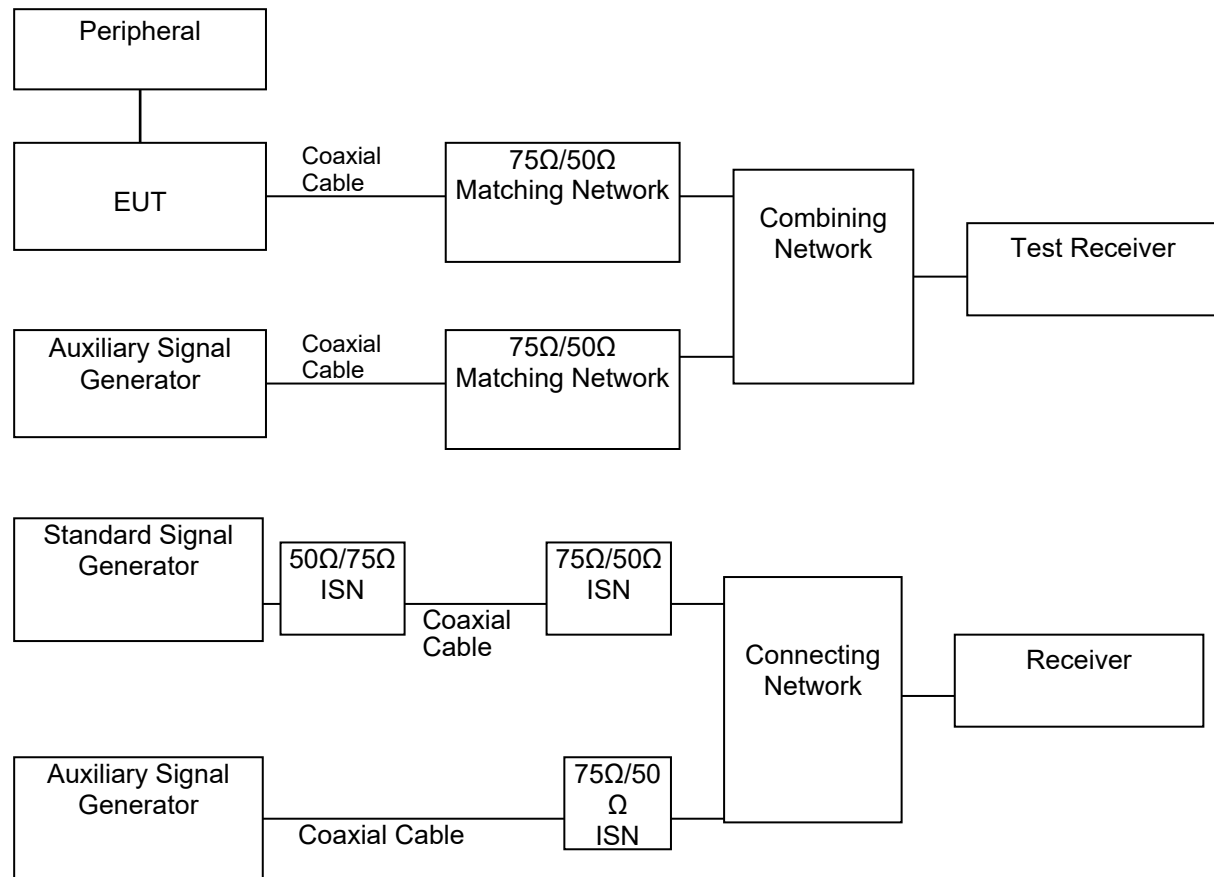 Peripheral
EUT
Coaxial
Cable
75Ω/50Ω
Matching Network
Combining
Network
Test Receiver
Auxiliary Signal
Generator
Coaxial
Cable
75Ω/50Ω
Matching Network
Standard Signal
Generator
50Ω/75Ω
ISN
Coaxial
Cable
75Ω/50Ω
ISN
Connecting
Network
Receiver
Auxiliary Signal
Generator
Coaxial Cable
75Ω/50
Ω
ISN